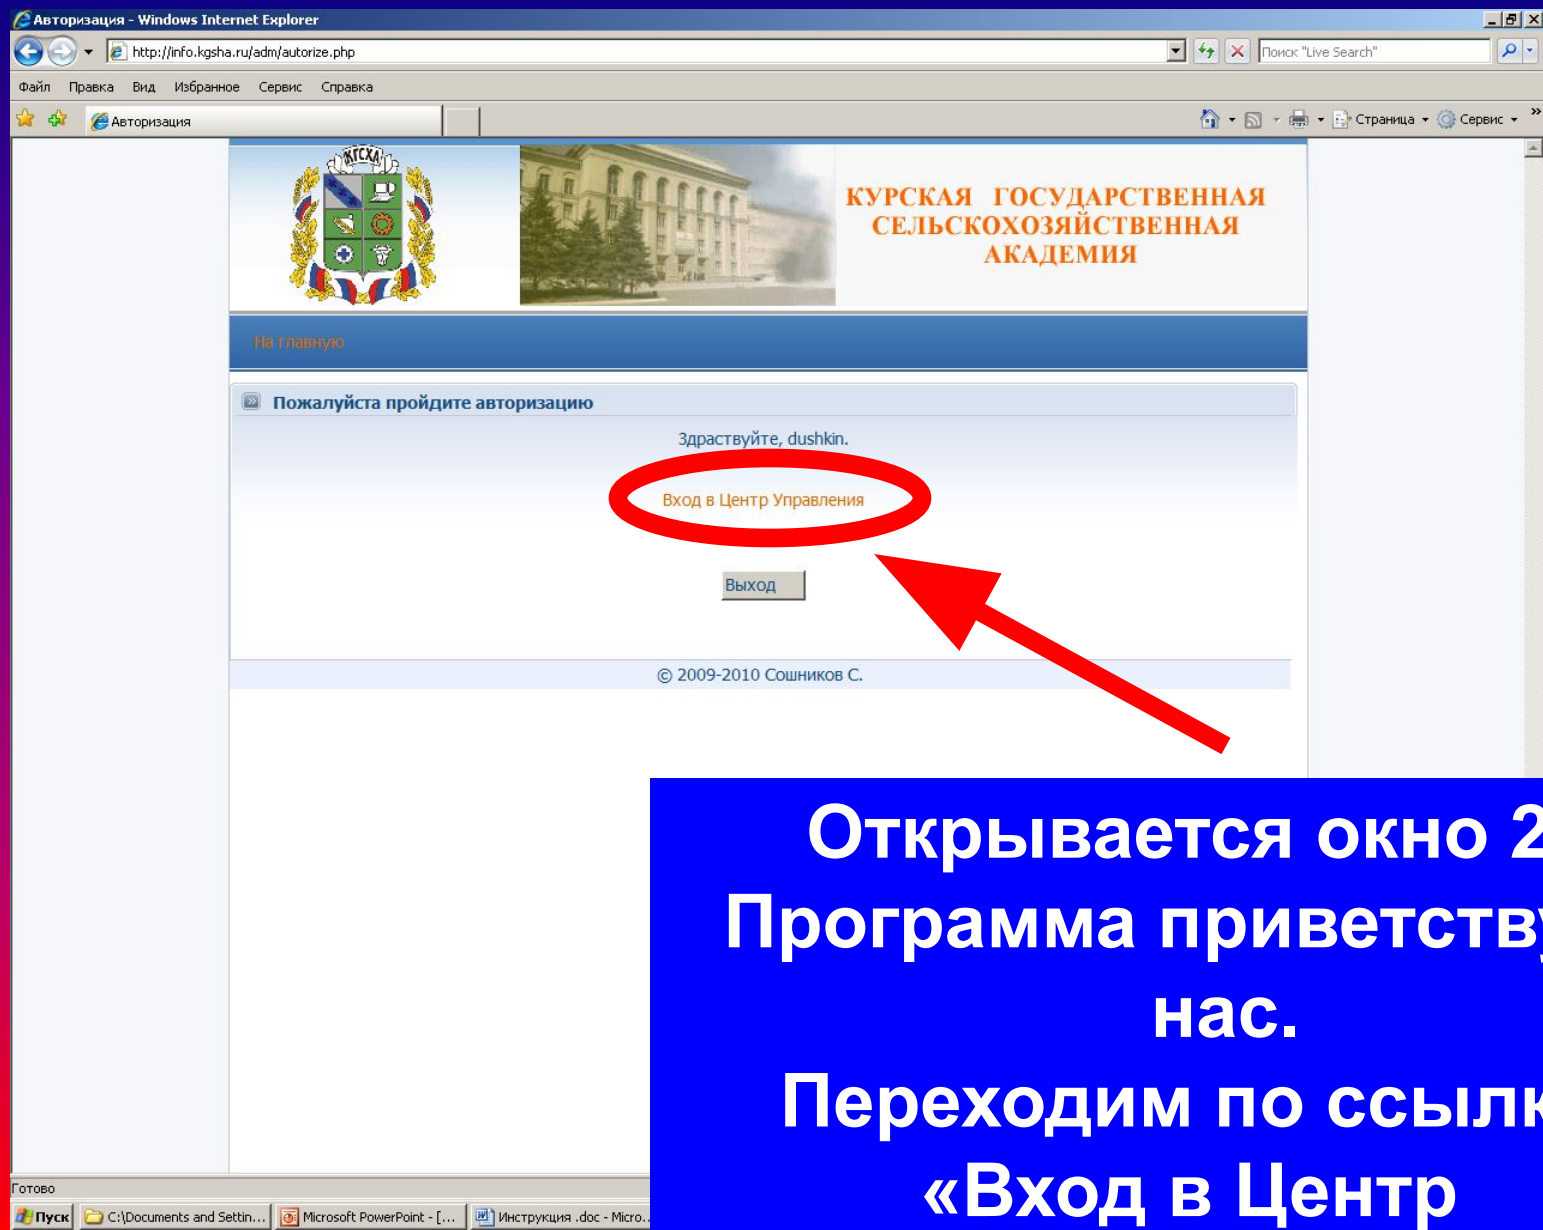 Авторизация - Windows Internet Explorer
http://info.kgsha.ru/adm/autorize.php
Поиск "Live Search"
Файл Правка Вид Избранное Сервис Справка
Авторизация
Страница
Сервис
»
КГСХА
КУРСКАЯ ГОСУДАРСТВЕННАЯ
СЕЛЬСКОХОЗЯЙСТВЕННАЯ
АКАДЕМИЯ
На главную
Пожалуйста пройдите авторизацию
Здраствуйте, dushkin.
Вход в Центр Управления
Выход
© 2009-2010 Сошников С.
Открывается окно 2
Программа приветству
нас.
Переходим по ссылк
«Вход в Центр
Готово
Пуск
C:\Documents and Settin...
Microsoft PowerPoint - [...
Инструкция .doc - Micro...